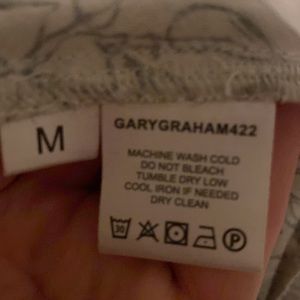 M
GARYGRAHAM422
MACHINE WASH COLD
DO NOT BLEACH
TUMBLE DRY LOW
COOL IRON IF NEEDED
DRY CLEAN
30
P